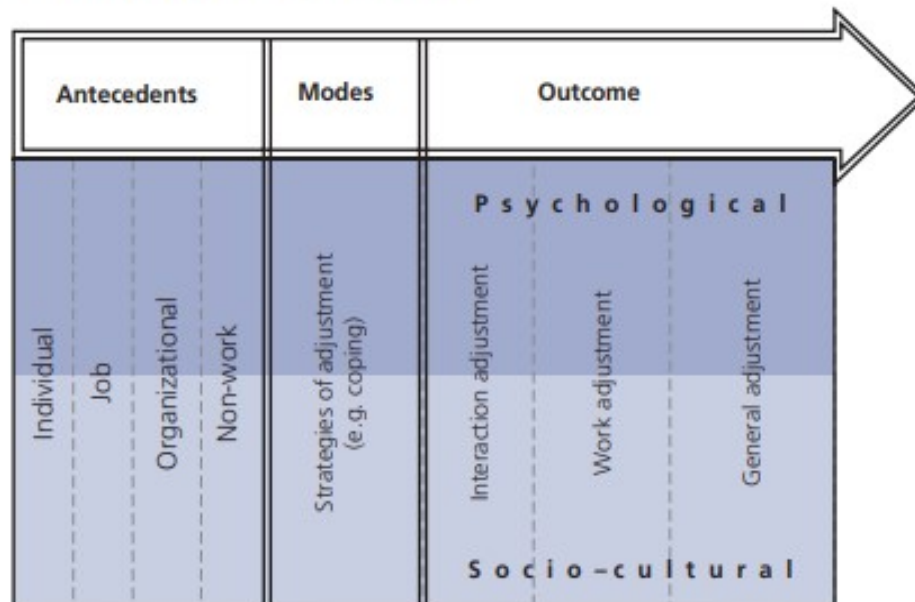 Antecedents
Modes
Outcome
Psychological
Individual
Job
Organizational
Non-work
Strategies of adjustment
(e.g. coping)
Interaction adjustment
Work adjustment
General adjustment
Socio-cultural